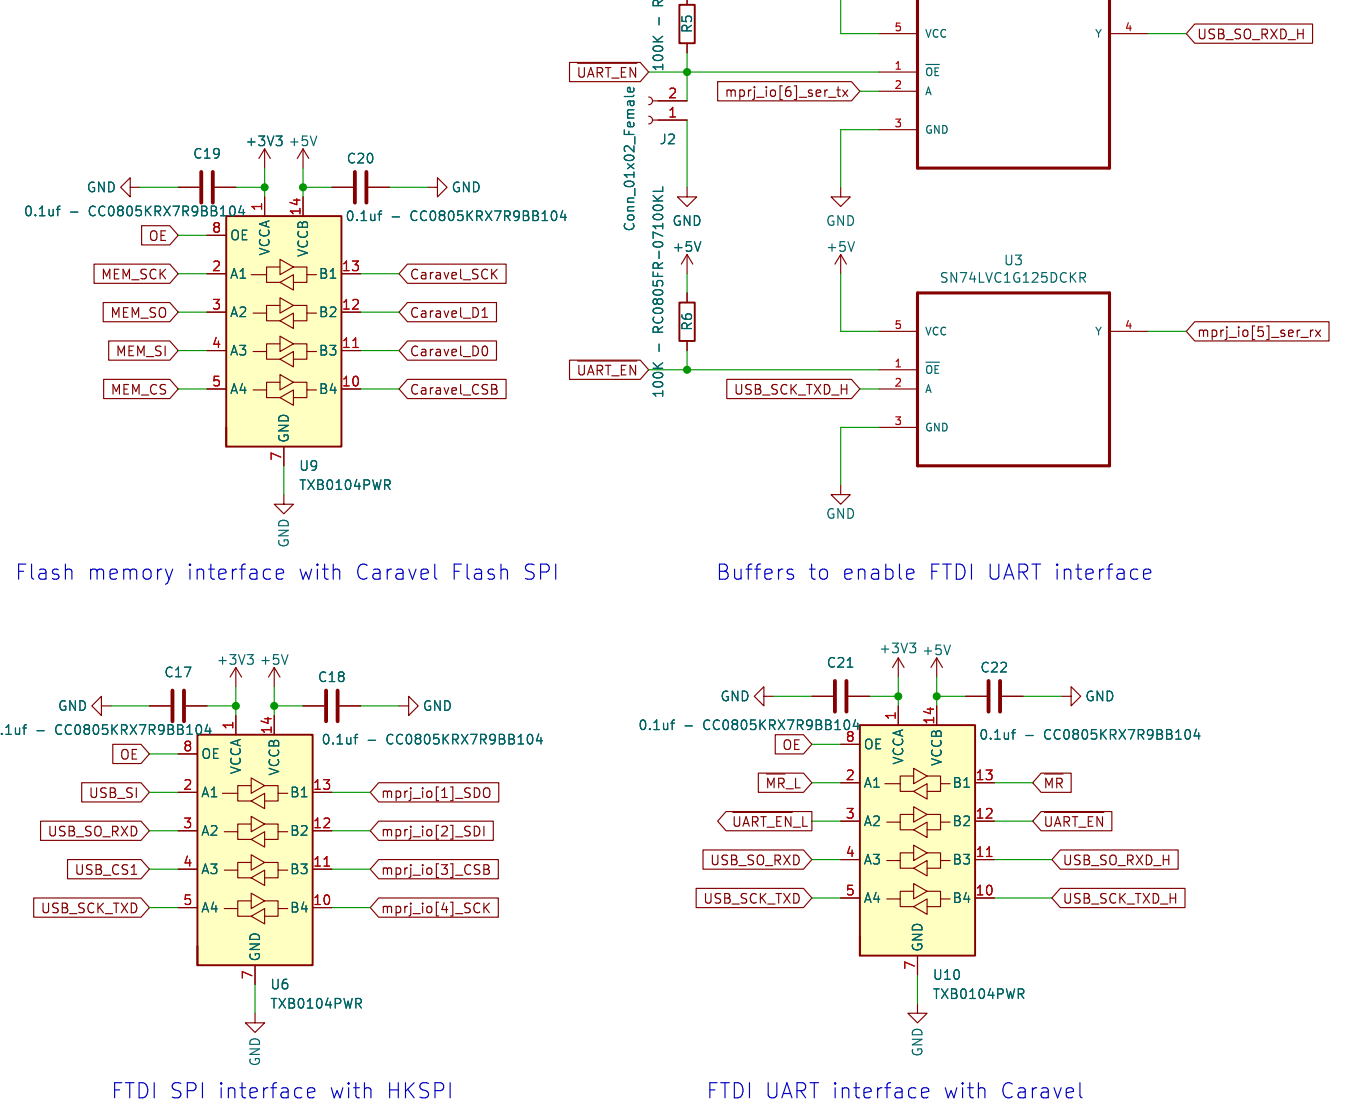 R5
100K - R
5
VCC
Y
4
USB_SO_RXD_H
UART_EN
1
OE
mprj_io[6]_ser_tx
2
A
2
1
J2
Conn_01x02_Female
3
GND
GND
GND
+3V3
+5V
C19
C20
GND
GND
0.1uf - CC0805KRX7R9BB104
0.1uf - CC0805KRX7R9BB104
1
14
VCCA
VCCB
OE
8
OE
MEM_SCK
2
A1
B1
13
Caravel_SCK
MEM_SO
3
A2
B2
12
Caravel_D1
MEM_SI
4
A3
B3
11
Caravel_D0
MEM_CS
5
A4
B4
10
Caravel_CSB
GND
7
U9
TXB0104PWR
GND
+5V
R6
100K - RC0805FR-07100KL
+5V
U3
SN74LVC1G125DCKR
5
VCC
Y
4
mprj_io[5]_ser_rx
UART_EN
1
OE
USB_SCK_TXD_H
2
A
3
GND
GND
Flash memory interface with Caravel Flash SPI
Buffers to enable FTDI UART interface
+3V3
+5V
C17
C18
GND
GND
.1uf - CC0805KRX7R9BB104
0.1uf - CC0805KRX7R9BB104
1
14
VCCA
VCCB
OE
8
OE
USB_SI
2
A1
B1
13
mprj_io[1]_SDO
USB_SO_RXD
3
A2
B2
12
mprj_io[2]_SDI
USB_CS1
4
A3
B3
11
mprj_io[3]_CSB
USB_SCK_TXD
5
A4
B4
10
mprj_io[4]_SCK
GND
7
U6
TXB0104PWR
GND
FTDI SPI interface with HKSPI
+3V3
+5V
C21
C22
GND
GND
0.1uf - CC0805KRX7R9BB104
0.1uf - CC0805KRX7R9BB104
1
14
VCCA
VCCB
OE
8
OE
MR_L
2
A1
B1
13
MR
UART_EN_L
3
A2
B2
12
UART_EN
USB_SO_RXD
4
A3
B3
11
USB_SO_RXD_H
USB_SCK_TXD
5
A4
B4
10
USB_SCK_TXD_H
GND
7
U10
TXB0104PWR
GND
FTDI UART interface with Caravel